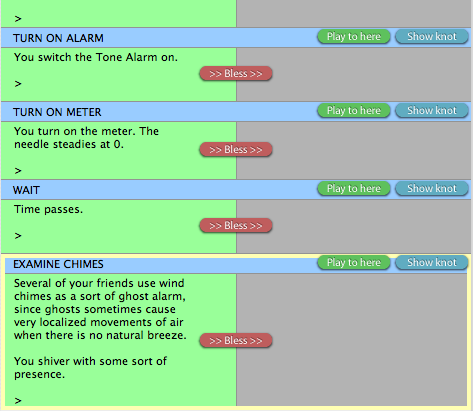 >
TURN ON ALARM
Play to here
Show knot
You switch the Tone Alarm on.
>> Bless >>
>
TURN ON METER
Play to here
Show knot
You turn on the meter. The
needle steadies at 0.
>> Bless >>
>
WAIT
Play to here
Show knot
Time passes.
>> Bless >>
>
EXAMINE CHIMES
Play to here
Show knot
Several of your friends use wind
chimes as a sort of ghost alarm,
since ghosts sometimes cause
very localized movements of air
when there is no natural breeze.
>> Bless >>
You shiver with some sort of
presence.
>